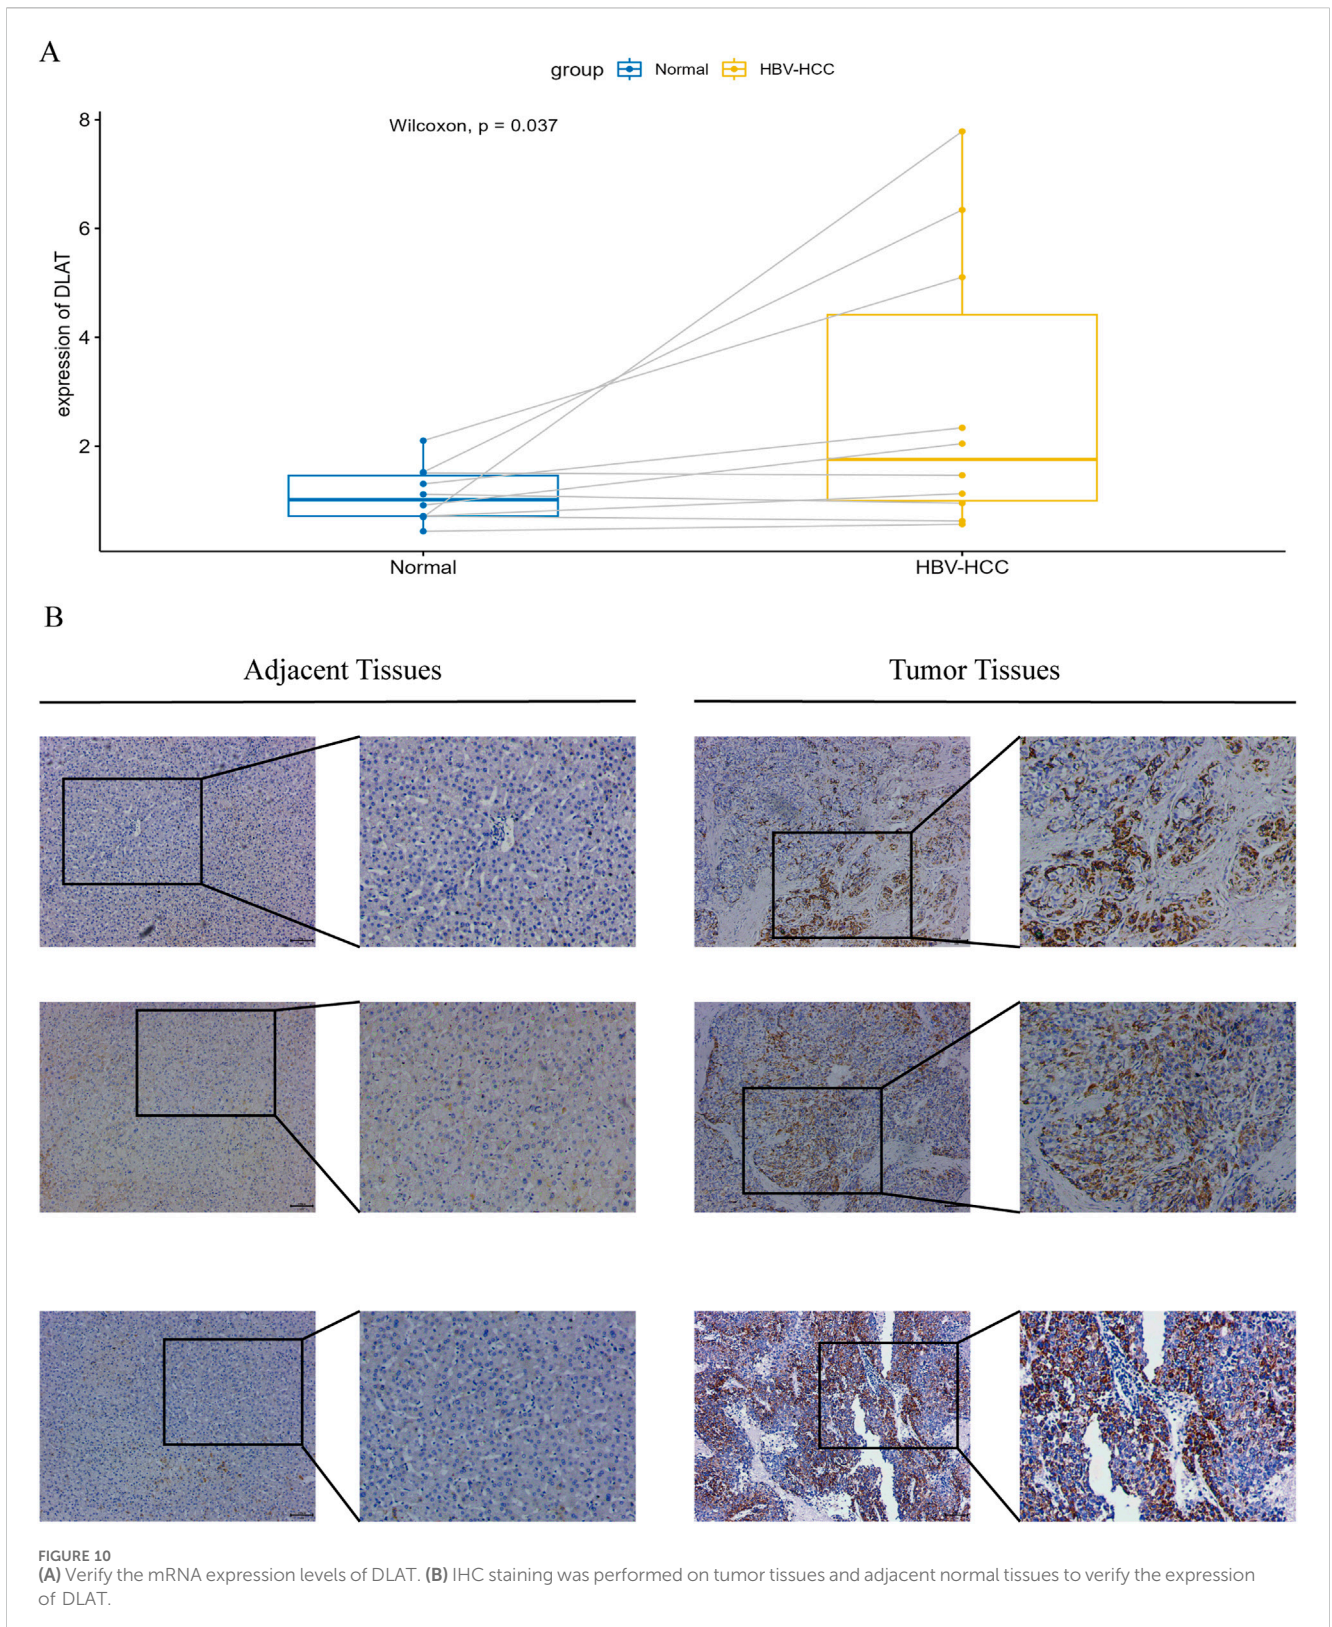 A
group Normal HBV-HCC
Wilcoxon, p = 0.037
8
6
4
2
expression of DLAT
Normal HBV-HCC
B
Adjacent Tissues Tumor Tissues
FIGURE 10
(A) Verify the mRNA expression levels of DLAT. (B) IHC staining was performed on tumor tissues and adjacent normal tissues to verify the expression
of DLAT.